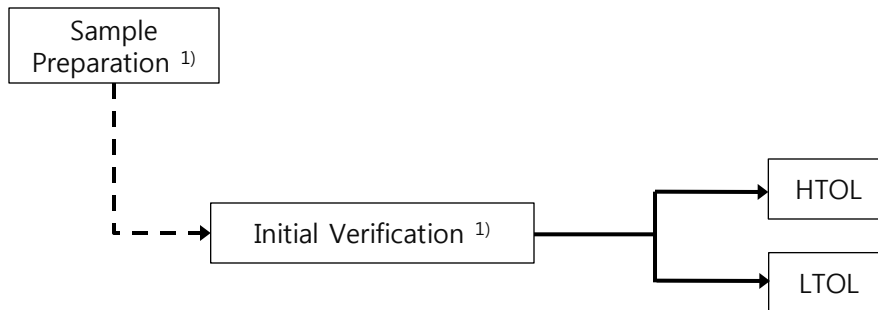 Sample
Preparation 1)
Initial Verification 1)
HTOL
LTOL